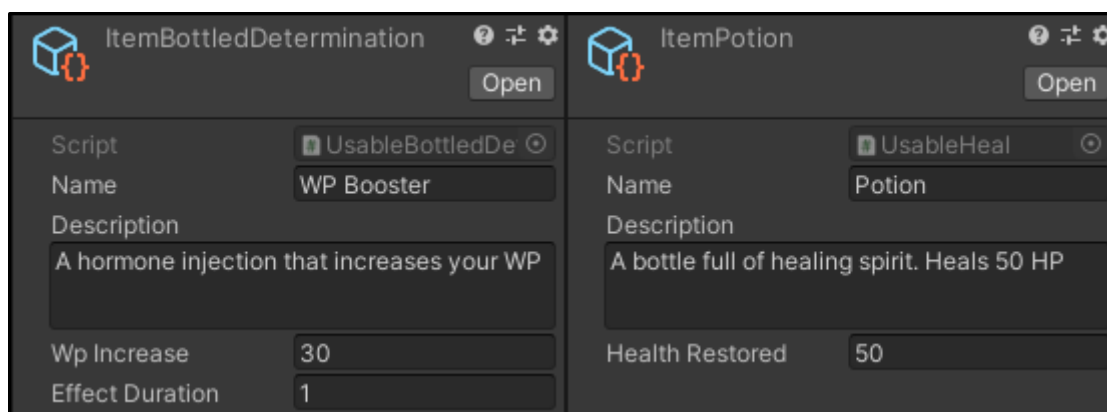 ItemBottledDetermination
Open
Script UsableBottledDe
Name WP Booster
Description
A hormone injection that increases your WP
Wp Increase 30
Effect Duration 1
ItemPotion
Open
Script UsableHeal
Name Potion
Description
A bottle full of healing spirit. Heals 50 HP
Health Restored 50